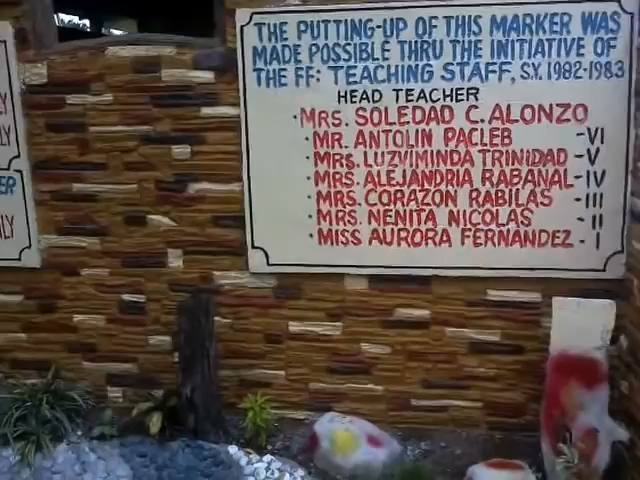 THE PUTTING-UP OF THIS MARKER WAS
MADE POSSIBLE THRU THE INITIATIVE OF
THE FF: TEACHING STAFF, S.Y. 1982-1983
HEAD TEACHER
· MRS. SOLEDAD C. ALONZO
· MR. ANTOLIN PACLEB -VI
· MRS. LUZVIMINDA TRINIDAD -V
· MRS. ALEJANDRIA RABANAL -IV
· MRS. CORAZON RABILAS -III
· MRS. NENITA NICOLAS -II
· MISS AURORA FERNANDEZ - I